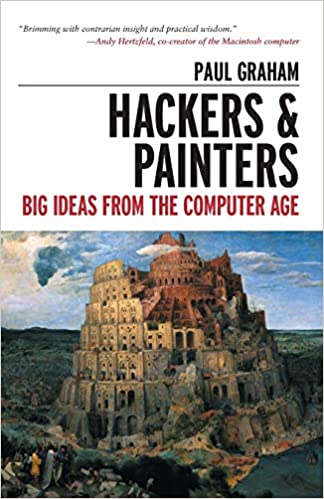 “Brimming with contrarian insight and practical wisdom.”
—Andy Hertzfeld, co-creator of the Macintosh computer
PAUL GRAHAM
HACKERS &
PAINTERS
BIG IDEAS FROM THE COMPUTER AGE